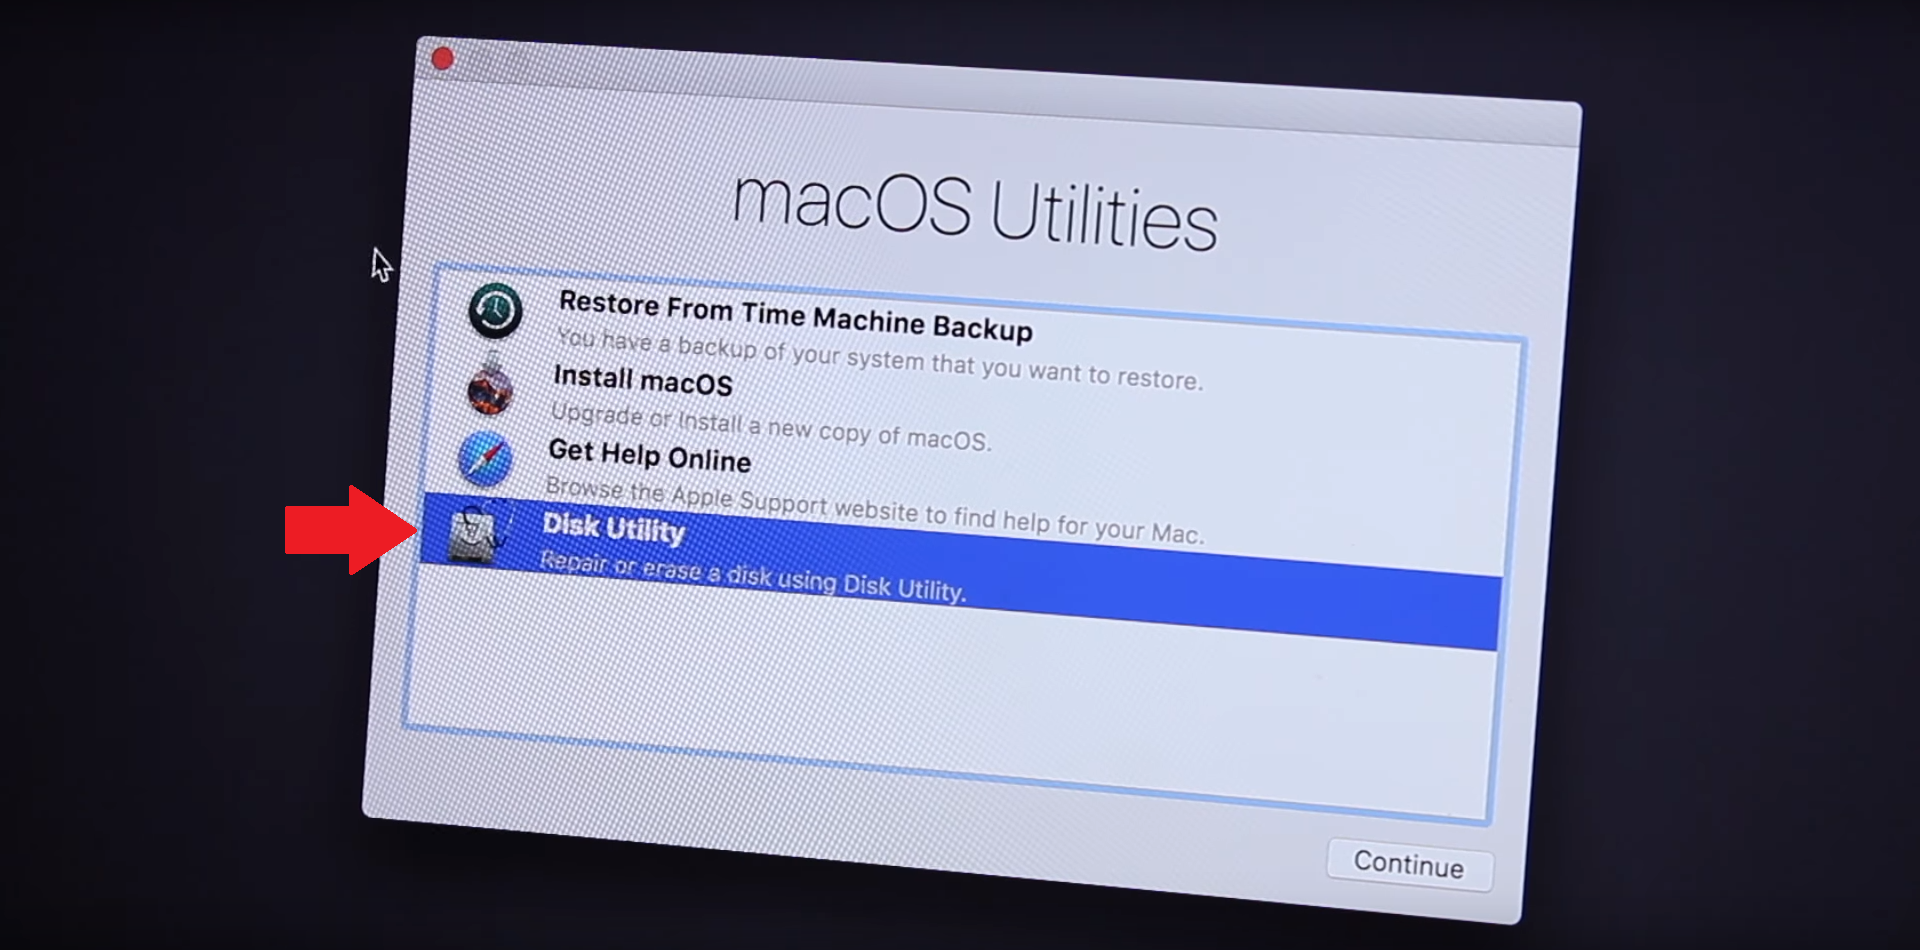 macOS Utilities
Restore From Time Machine Backup
You have a backup of your system that you want to restore.
Install macOS
Upgrade or Install a new copy of macOS.
Get Help Online
Browse the Apple Support website to find help for your Mac.
Disk Utility
Repair or erase a disk using Disk Utility.
Continue